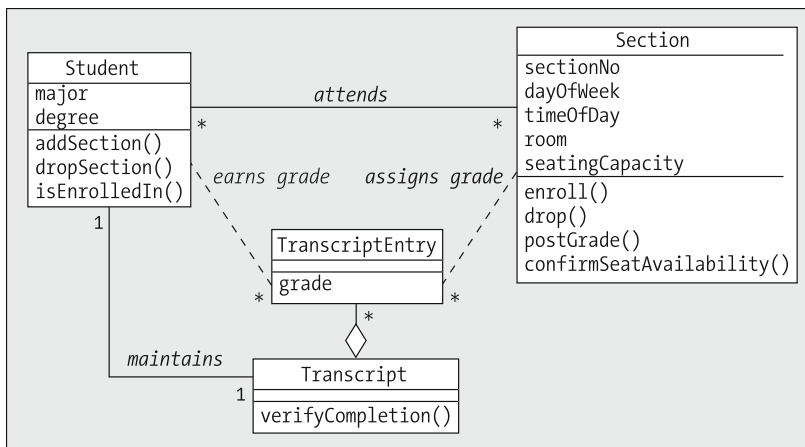 Student
major
degree
addSection()
dropSection()
isEnrolledIn()
attends
*
*
Section
sectionNo
dayOfWeek
timeOfDay
room
seatingCapacity
enroll()
drop()
postGrade()
confirmSeatAvailability()
earns grade
assigns grade
1
TranscriptEntry
grade
*
*
*
maintains
1
Transcript
verifyCompletion()